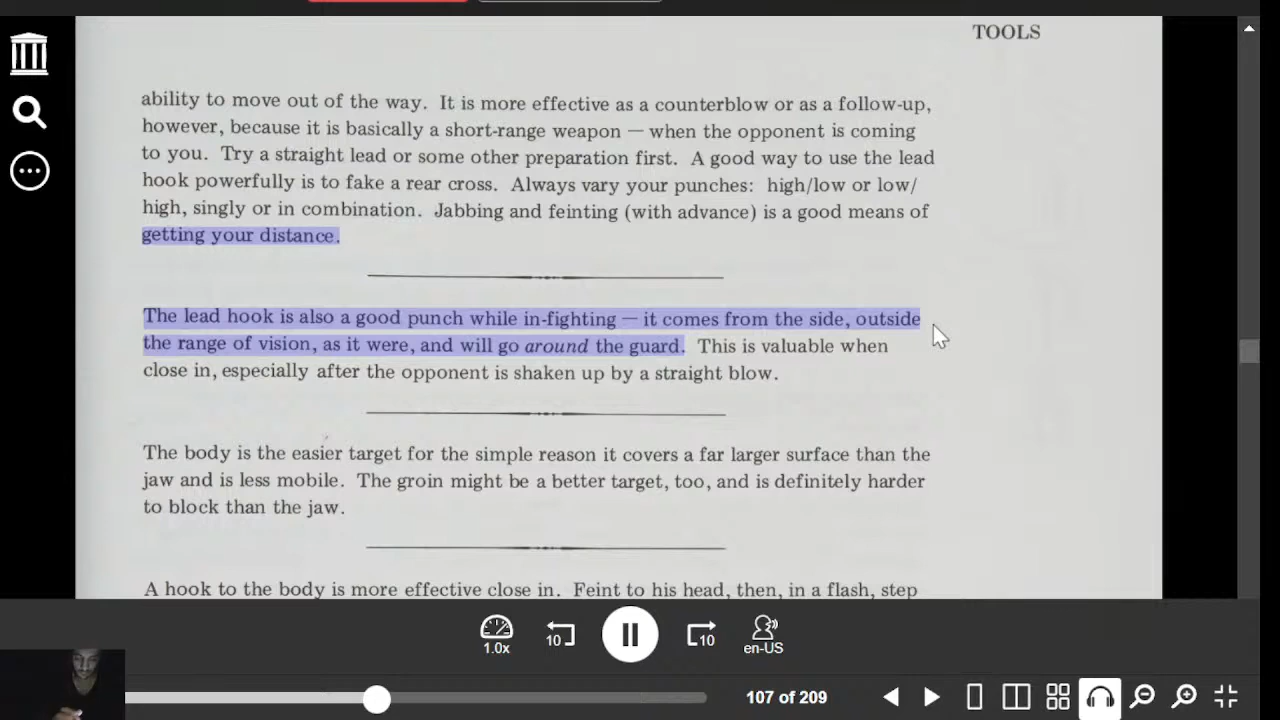 TOOLS
ability to move out of the way. It is more effective as a counterblow or as a follow-up,
however, because it is basically a short-range weapon — when the opponent is coming
to you. Try a straight lead or some other preparation first. A good way to use the lead
hook powerfully is to fake a rear cross. Always vary your punches: high/low or low/
high, singly or in combination. Jabbing and feinting (with advance) is a good means of
getting your distance.
The lead hook is also a good punch while in-fighting — it comes from the side, outside
the range of vision, as it were, and will go around the guard. This is valuable when
close in, especially after the opponent is shaken up by a straight blow.
The body is the easier target for the simple reason it covers a far larger surface than the
jaw and is less mobile. The groin might be a better target, too, and is definitely harder
to block than the jaw.
A hook to the body is more effective close in. Feint to his head, then, in a flash, step
10 10
1.0x en-US
107 of 209